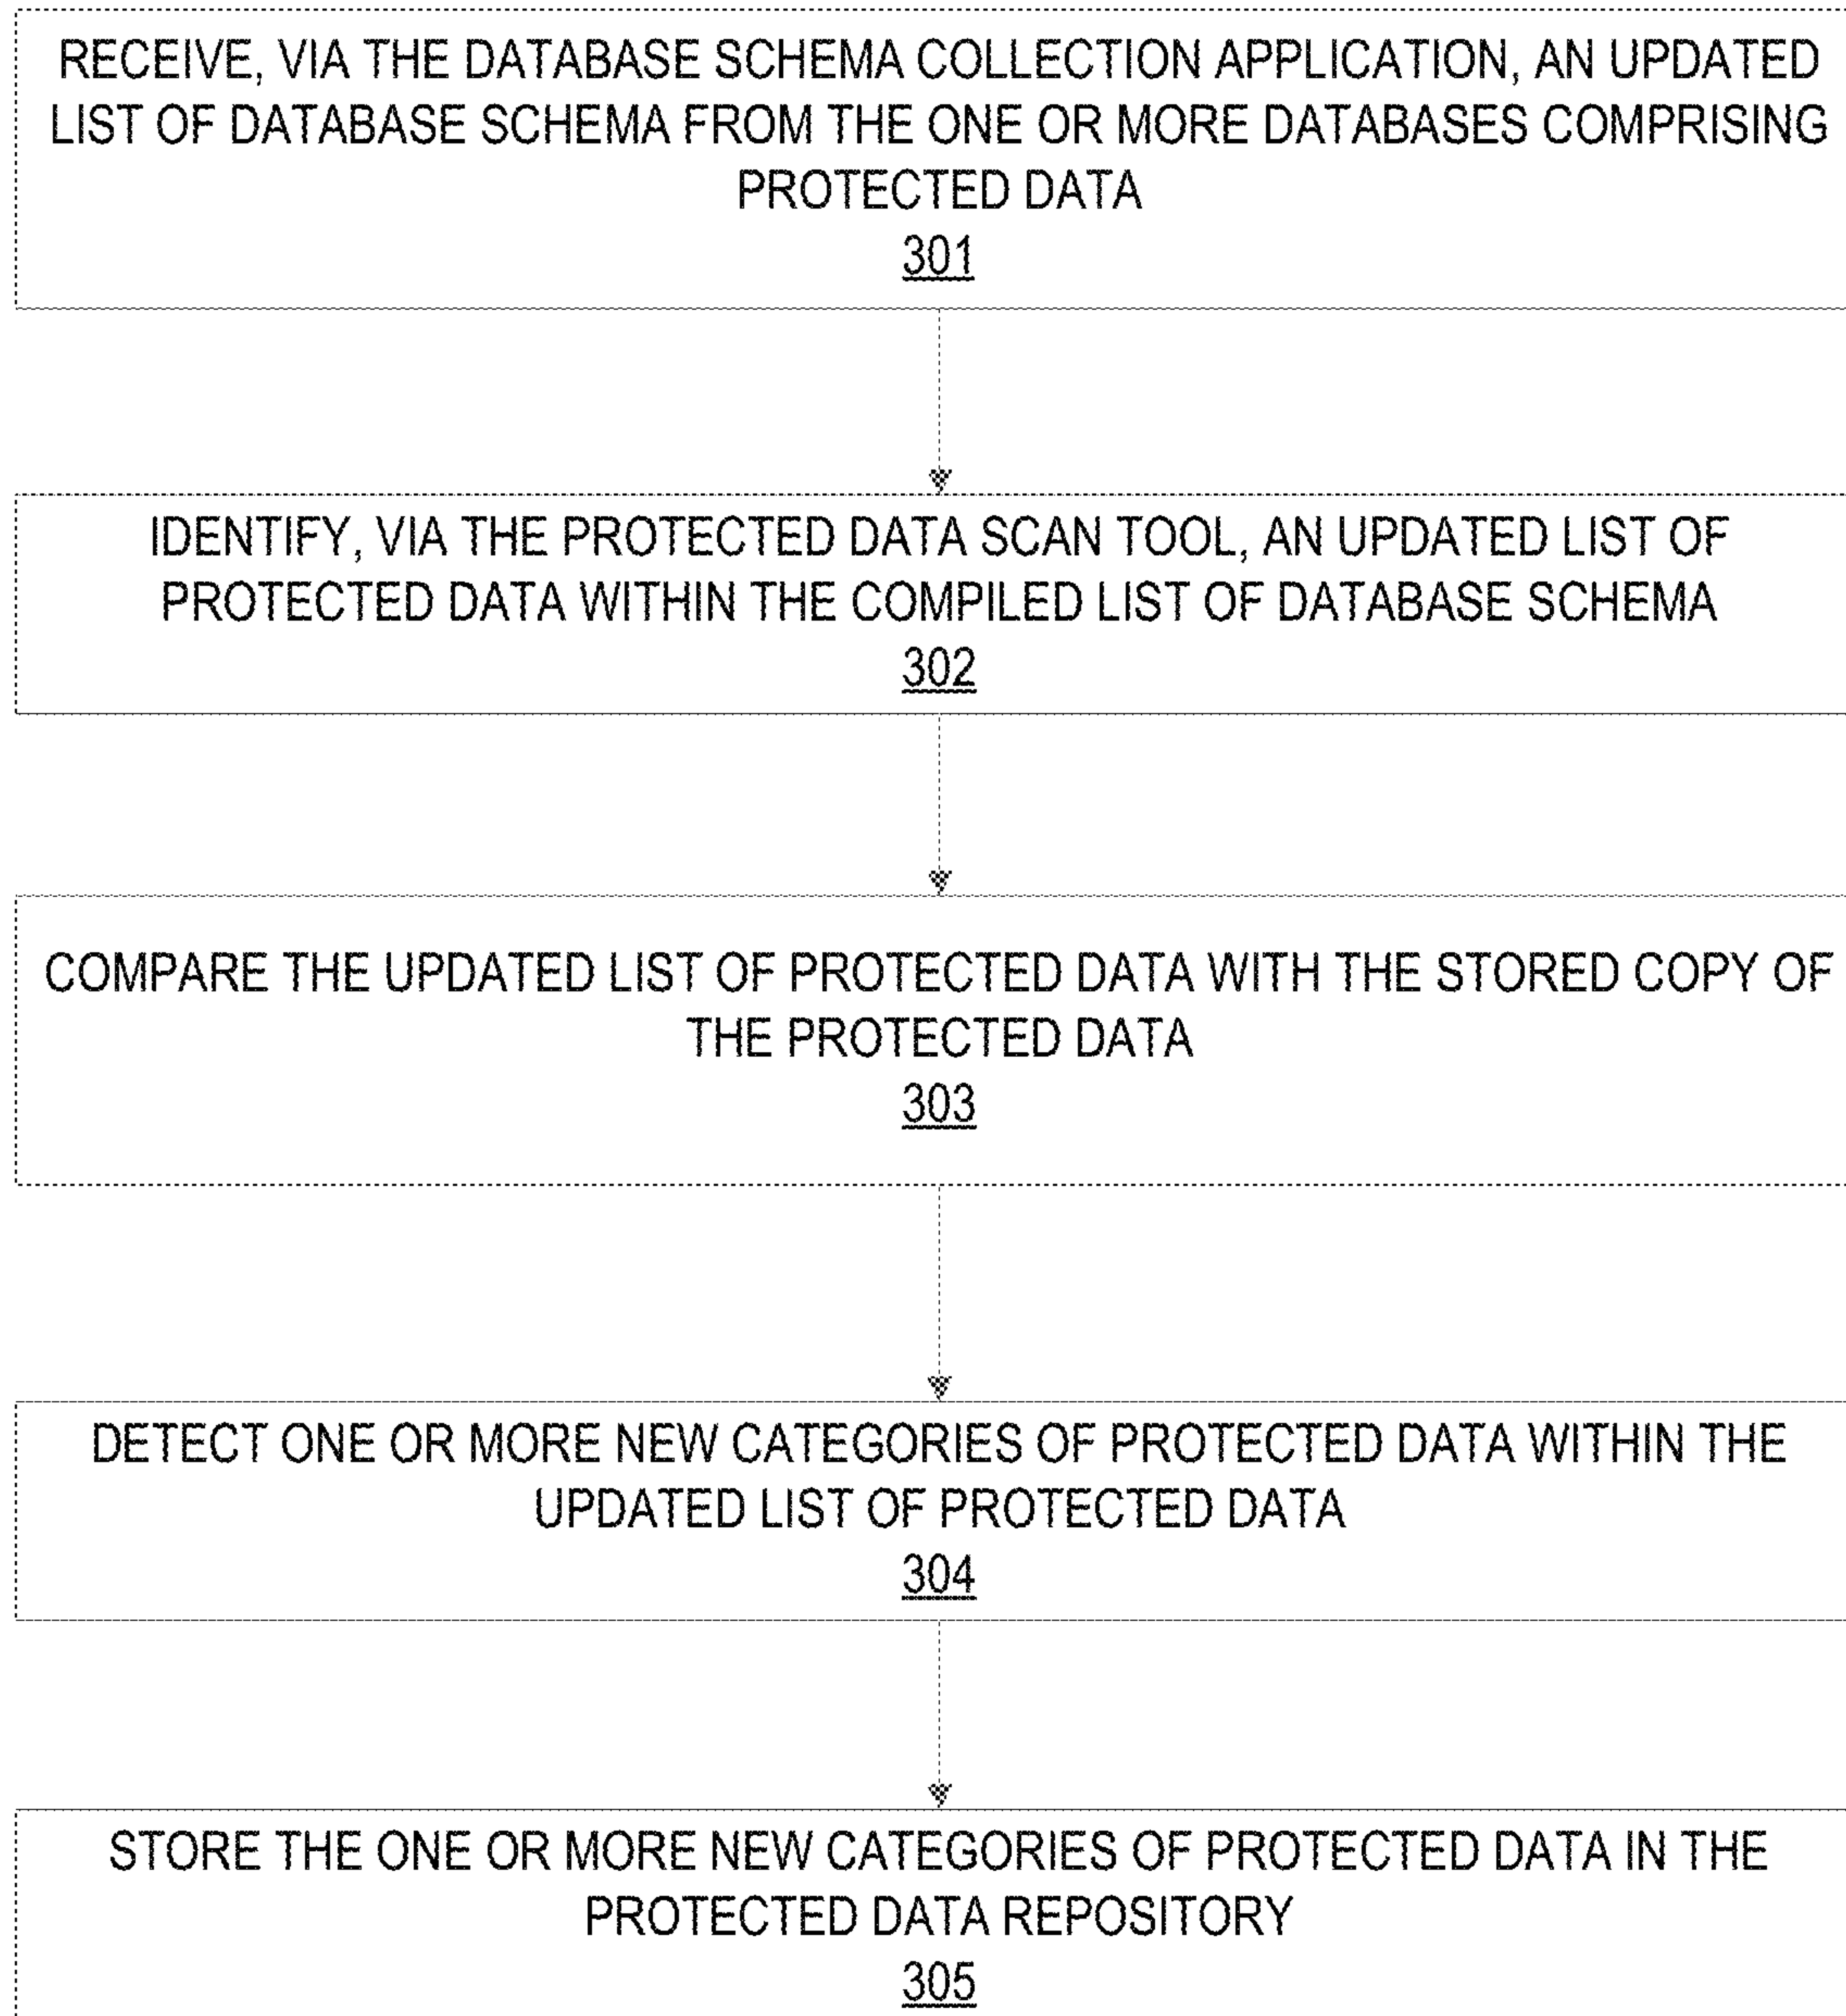 RECEIVE, VIA THE DATABASE SCHEMA COLLECTION APPLICATION, AN UPDATED
LIST OF DATABASE SCHEMA FROM THE ONE OR MORE DATABASES COMPRISING
PROTECTED DATA
301
IDENTIFY, VIA THE PROTECTED DATA SCAN TOOL, AN UPDATED LIST OF
PROTECTED DATA WITHIN THE COMPILED LIST OF DATABASE SCHEMA
302
COMPARE THE UPDATED LIST OF PROTECTED DATA WITH THE STORED COPY OF
THE PROTECTED DATA
303
DETECT ONE OR MORE NEW CATEGORIES OF PROTECTED DATA WITHIN THE
UPDATED LIST OF PROTECTED DATA
304
STORE THE ONE OR MORE NEW CATEGORIES OF PROTECTED DATA IN THE
PROTECTED DATA REPOSITORY
305